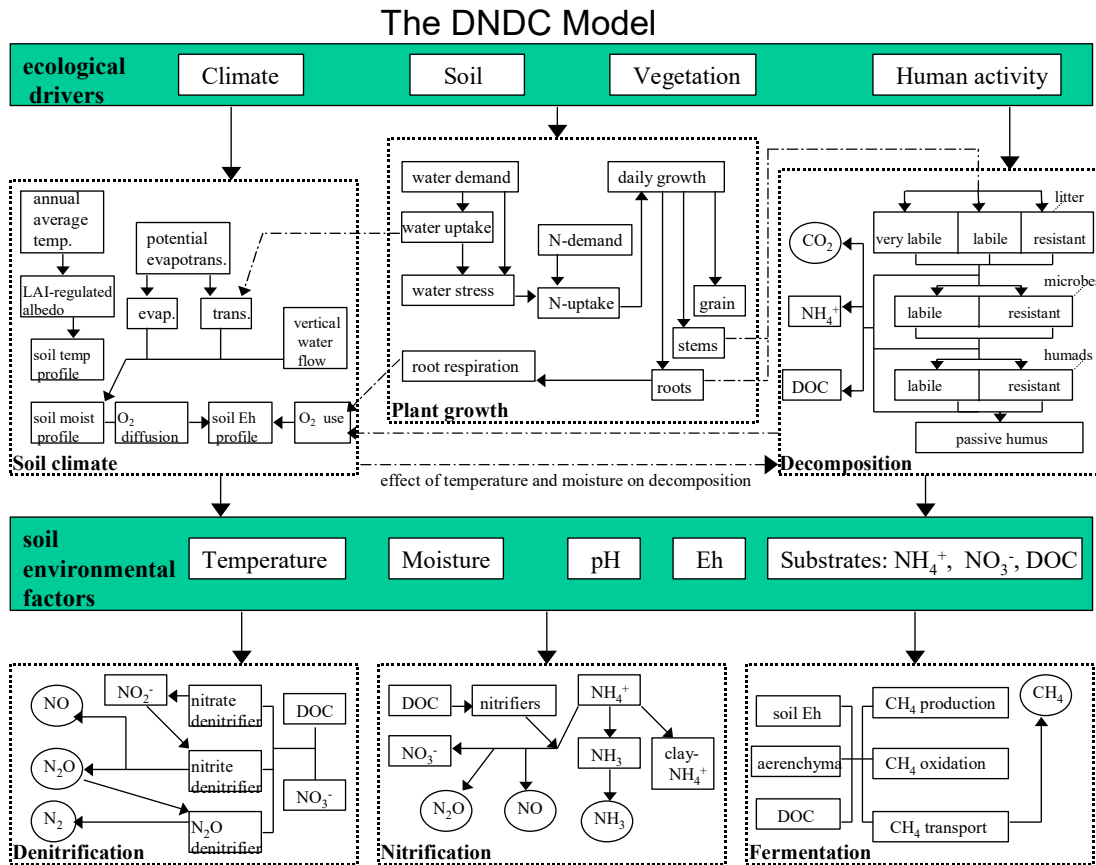 The DNDC Model
ecological
drivers
Climate
Soil
Vegetation
Human activity
annual
average
temp.
potential
evapotrans.
LAI-regulated
albedo
evap.
trans.
vertical
water
flow
soil temp
profile
soil moist
profile
O₂
diffusion
soil Eh
profile
O₂ use
Soil climate
water demand
daily growth
water uptake
N-demand
water stress
N-uptake
grain
stems
root respiration
roots
Plant growth
litter
very labile
labile
resistant
CO₂
microbes
labile
resistant
NH₄⁺
humads
labile
resistant
DOC
passive humus
Decomposition
effect of temperature and moisture on decomposition
soil
environmental
factors
Temperature
Moisture
pH
Eh
Substrates: NH₄⁺, NO₃⁻, DOC
NO
NO₂⁻
nitrate
denitrifier
DOC
N₂O
nitrite
denitrifier
NO₃⁻
N₂
N₂O
denitrifier
Denitrification
DOC
nitrifiers
NH₄⁺
NO₃⁻
NH₃
clay-
NH₄⁺
N₂O
NO
NH₃
Nitrification
soil Eh
CH₄ production
CH₄
aerenchyma
CH₄ oxidation
DOC
CH₄ transport
Fermentation